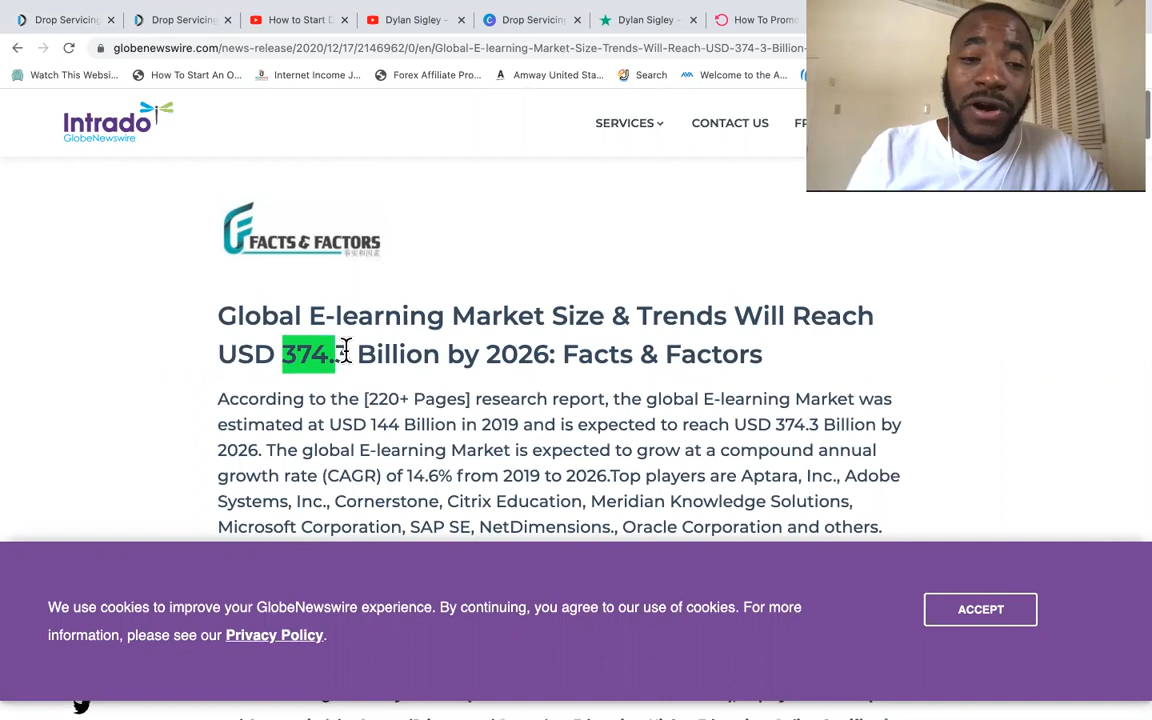 Drop Servicing
Drop Servicing
How to Start D
Dylan Sigley -
Drop Servicing
Dylan Sigley -
How To Promo
globenewswire.com/news-release/2020/12/17/2146962/0/en/Global-E-learning-Market-Size-Trends-Will-Reach-USD-374-3-Billion-
Watch This Websi...
How To Start An O...
Internet Income J...
Forex Affiliate Pro...
Amway United Sta...
Search
Welcome to the A...
Intrado
GlobeNewswire
SERVICES
CONTACT US
FR
FACTS & FACTORS
事实和因素
Global E-learning Market Size & Trends Will Reach
USD 374.3 Billion by 2026: Facts & Factors
According to the [220+ Pages] research report, the global E-learning Market was
estimated at USD 144 Billion in 2019 and is expected to reach USD 374.3 Billion by
2026. The global E-learning Market is expected to grow at a compound annual
growth rate (CAGR) of 14.6% from 2019 to 2026.Top players are Aptara, Inc., Adobe
Systems, Inc., Cornerstone, Citrix Education, Meridian Knowledge Solutions,
Microsoft Corporation, SAP SE, NetDimensions., Oracle Corporation and others.
We use cookies to improve your GlobeNewswire experience. By continuing, you agree to our use of cookies. For more
information, please see our Privacy Policy.
ACCEPT